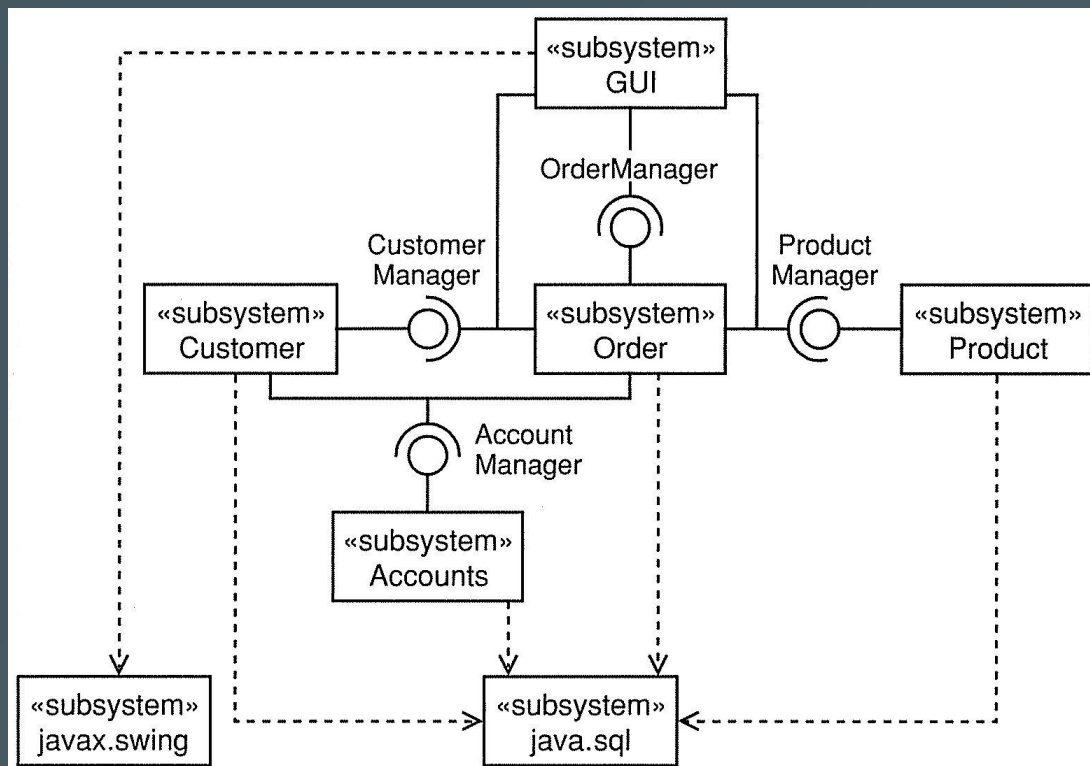 «subsystem»
GUI
OrderManager
Customer
Manager
Product
Manager
«subsystem»
Customer
«subsystem»
Order
«subsystem»
Product
Account
Manager
«subsystem»
Accounts
«subsystem»
javax.swing
«subsystem»
java.sql